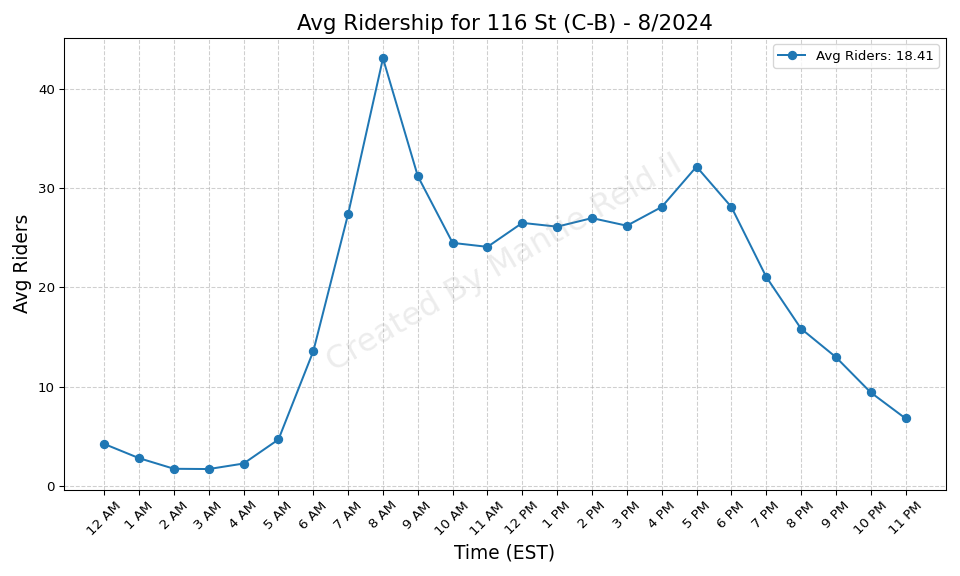 Avg Ridership for 116 St (C-B) - 8/2024
Avg Riders: 18.41
Avg Riders
40
30
20
10
0
Created By Mantio Reid II
12 AM
1 AM
2 AM
3 AM
4 AM
5 AM
6 AM
7 AM
8 AM
9 AM
10 AM
11 AM
12 PM
1 PM
2 PM
3 PM
4 PM
5 PM
6 PM
7 PM
8 PM
9 PM
10 PM
11 PM
Time (EST)